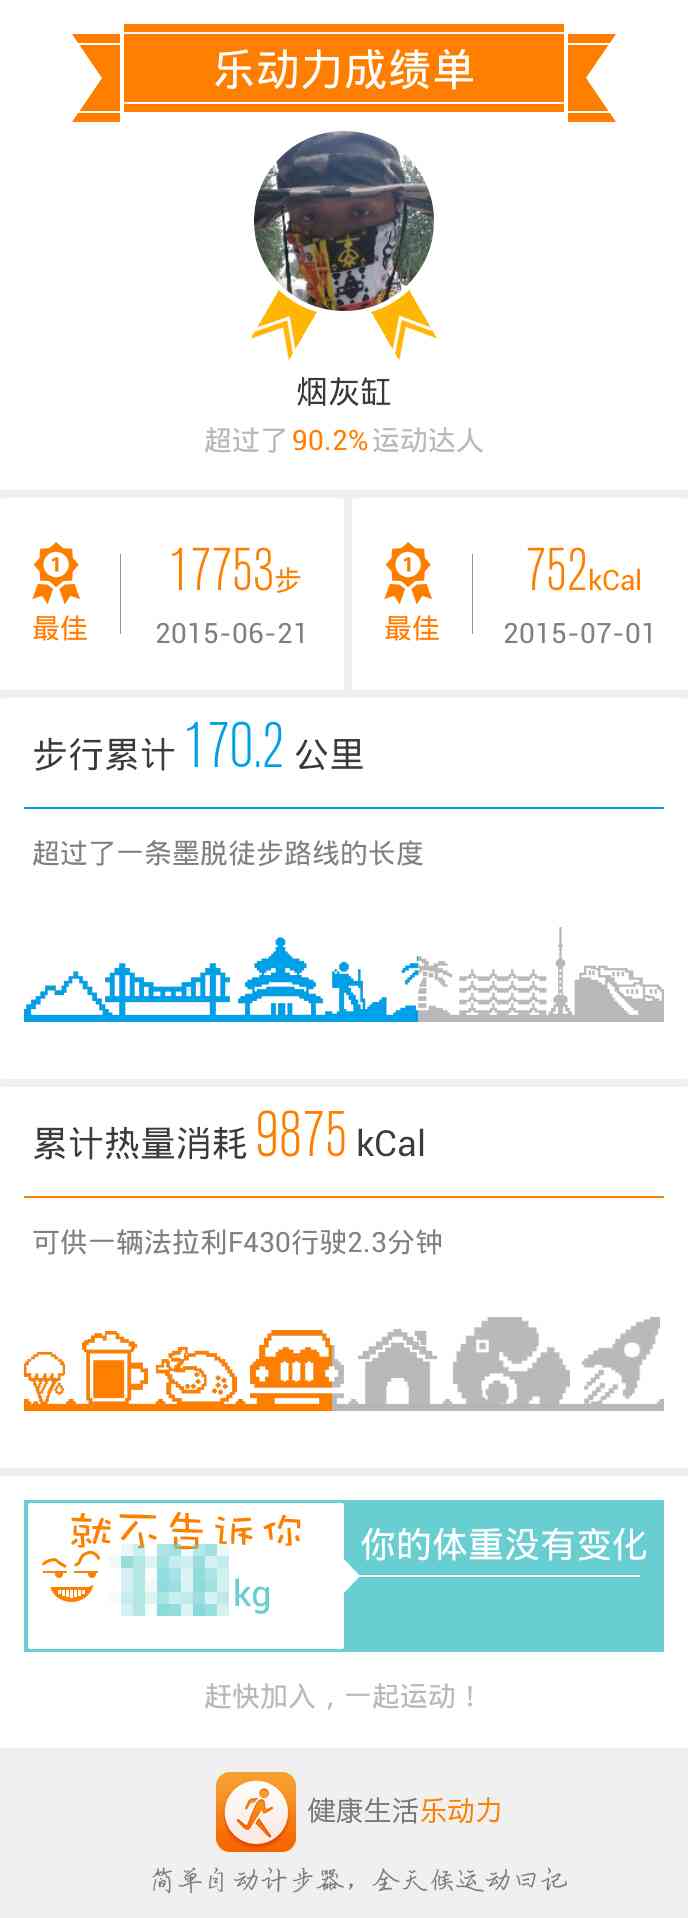 乐动力成绩单
烟灰缸
超过了90.2%运动达人
1
最佳
17753步
2015-06-21
1
最佳
752kCal
2015-07-01
步行累计 170.2 公里
超过了一条墨脱徒步路线的长度
累计热量消耗 9875 kCal
可供一辆法拉利F430行驶2.3分钟
就不告诉你
kg
你的体重没有变化
赶快加入，一起运动！
健康生活乐动力
简单自动计步器，全天候运动日记